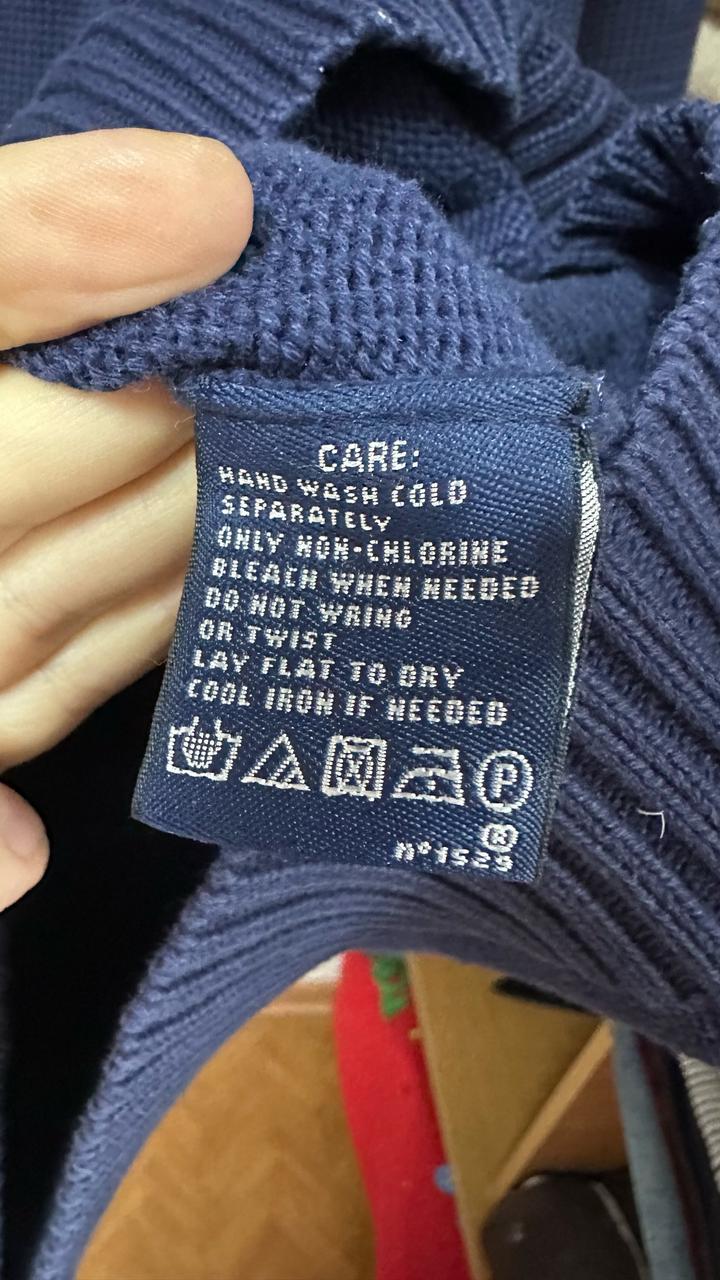 CARE:
HAND WASH COLD
SEPARATELY
ONLY NON-CHLORINE
BLEACH WHEN NEEDED
DO NOT WRING
OR TWIST
LAY FLAT TO DRY
COOL IRON IF NEEDED
P
®
n°1529